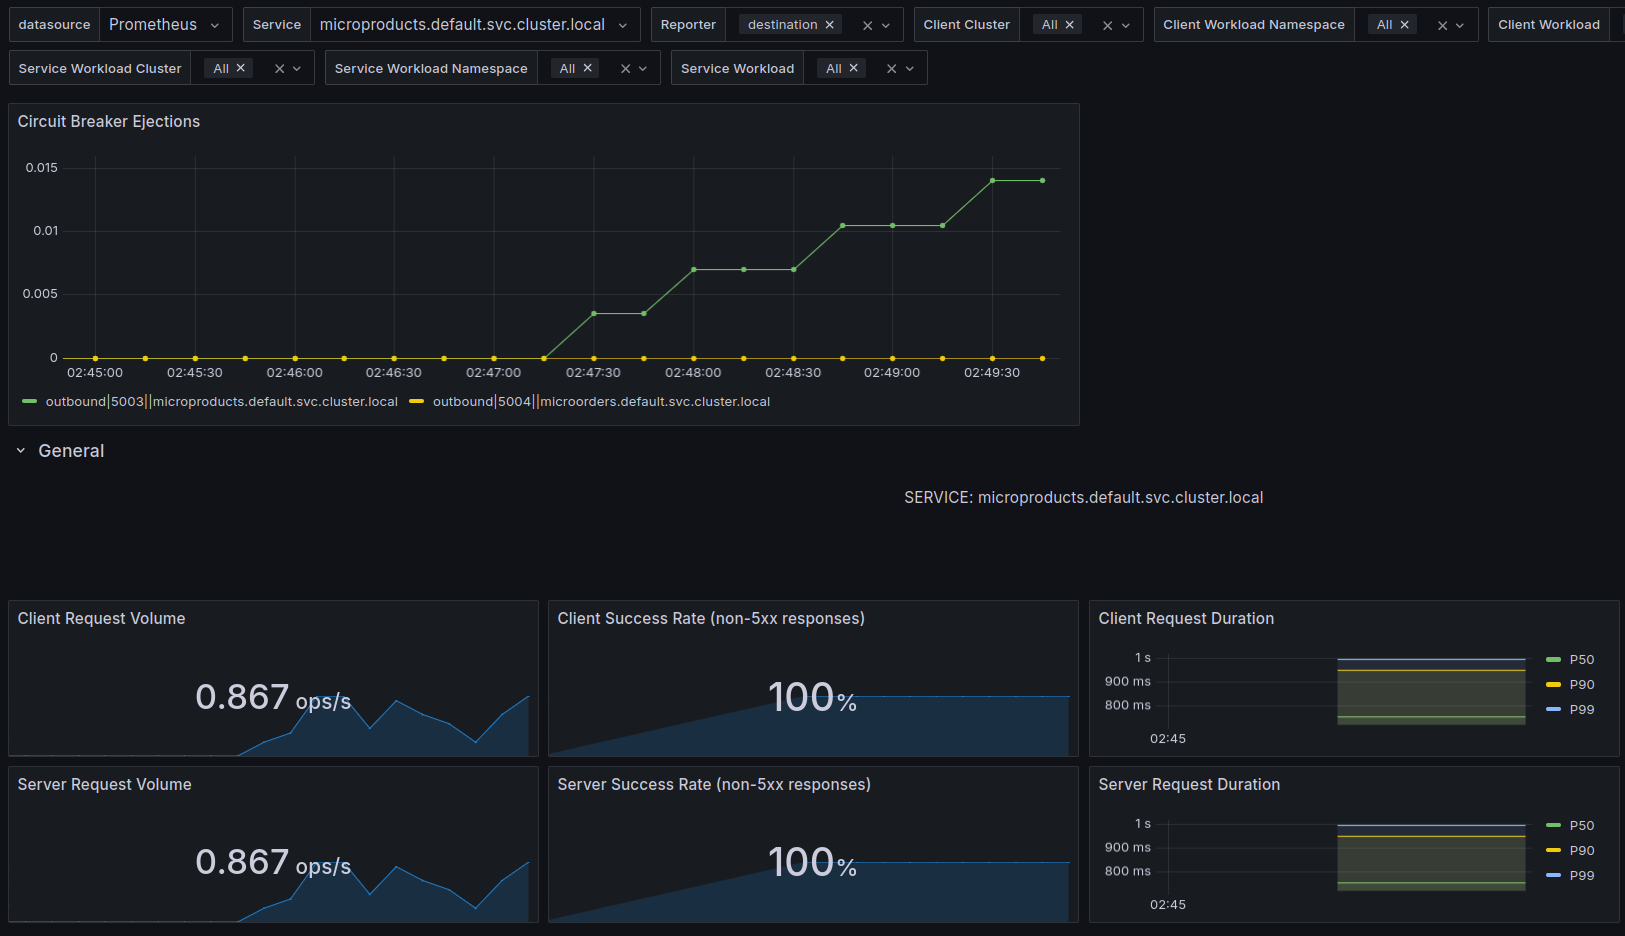 datasource Prometheus Service microproducts.default.svc.cluster.local Reporter destination Client Cluster All Client Workload Namespace All Client Workload
Service Workload Cluster All Service Workload Namespace All Service Workload All
Circuit Breaker Ejections
0.015
0.01
0.005
0
02:45:00 02:45:30 02:46:00 02:46:30 02:47:00 02:47:30 02:48:00 02:48:30 02:49:00 02:49:30
outbound|5003||microproducts.default.svc.cluster.local outbound|5004||microorders.default.svc.cluster.local
General
SERVICE: microproducts.default.svc.cluster.local
Client Request Volume
0.867 ops/s
Client Success Rate (non-5xx responses)
100%
Client Request Duration
1 s
900 ms
800 ms
02:45
P50
P90
P99
Server Request Volume
0.867 ops/s
Server Success Rate (non-5xx responses)
100%
Server Request Duration
1 s
900 ms
800 ms
02:45
P50
P90
P99